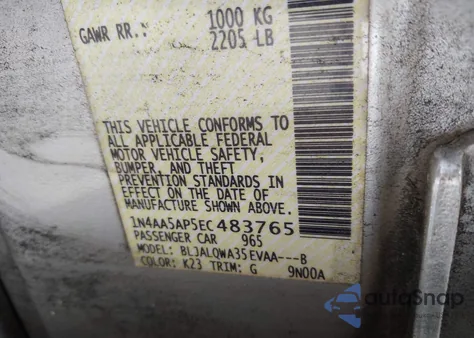 GAWR RR.: 1000 KG
2205 LB
THIS VEHICLE CONFORMS TO
ALL APPLICABLE FEDERAL
MOTOR VEHICLE SAFETY,
BUMPER, AND THEFT
PREVENTION STANDARDS IN
EFFECT ON THE DATE OF
MANUFACTURE SHOWN ABOVE.
1N4AA5AP5EC483765
PASSENGER CAR 965
MODEL: BLJALQWA35EVAA---B
COLOR: K23 TRIM: G 9N00A
autoSnap